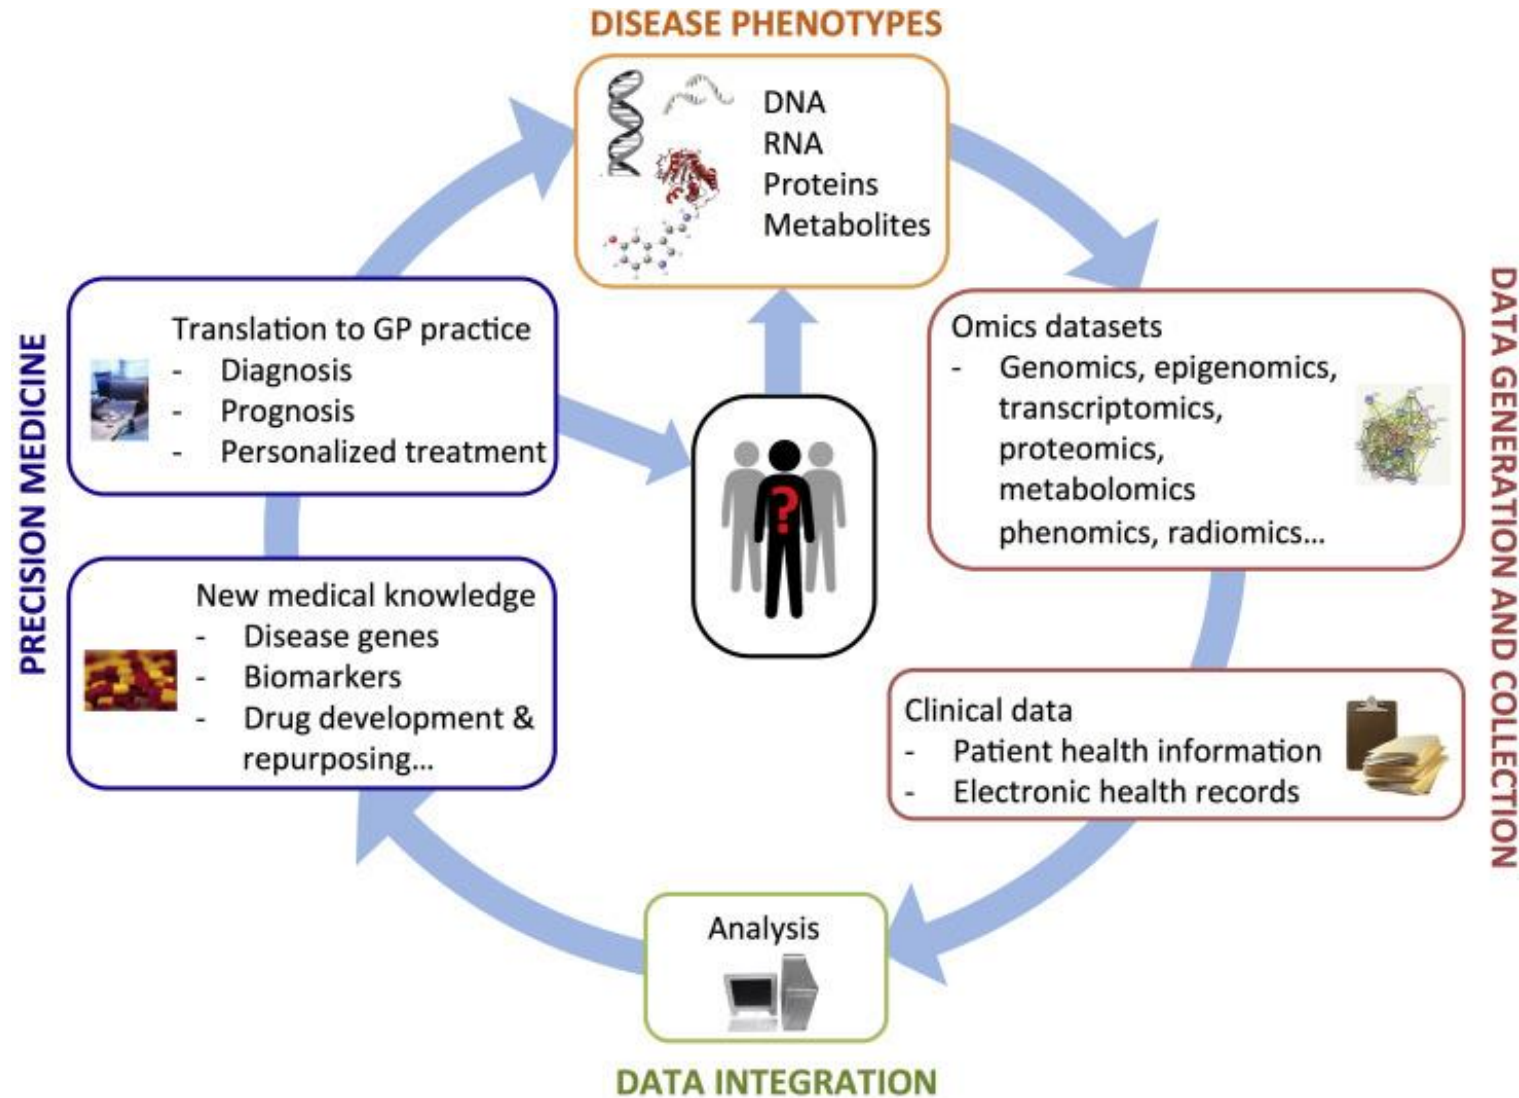 DISEASE PHENOTYPES
DNA
RNA
Proteins
Metabolites
PRECISION MEDICINE
Translation to GP practice
- Diagnosis
- Prognosis
- Personalized treatment
New medical knowledge
- Disease genes
- Biomarkers
- Drug development &
repurposing...
?
Omics datasets
- Genomics, epigenomics,
transcriptomics,
proteomics,
metabolomics
phenomics, radiomics...
Clinical data
- Patient health information
- Electronic health records
DATA GENERATION AND COLLECTION
Analysis
DATA INTEGRATION